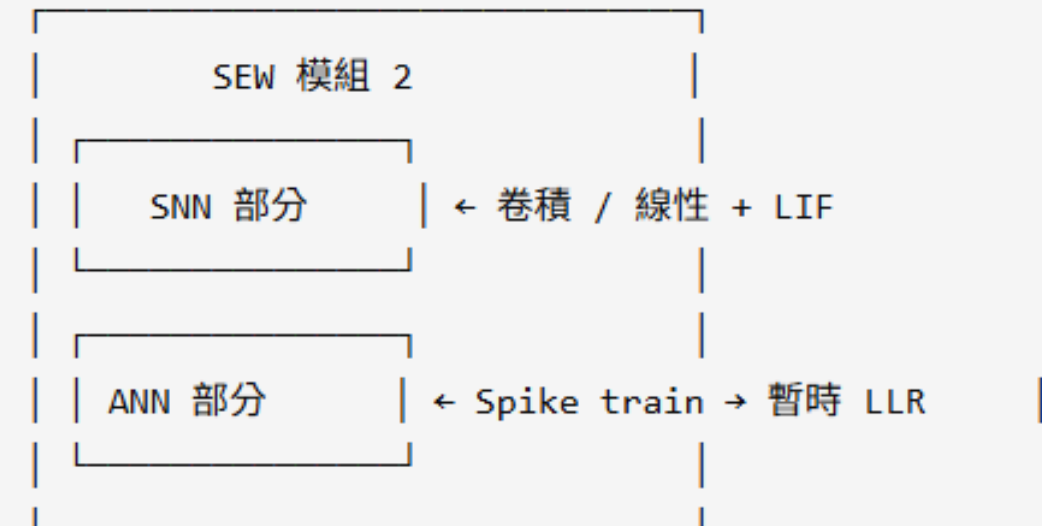 SEW 模組 2
SNN 部分 ← 卷積 / 線性 + LIF
ANN 部分 ← Spike train → 暫時 LLR